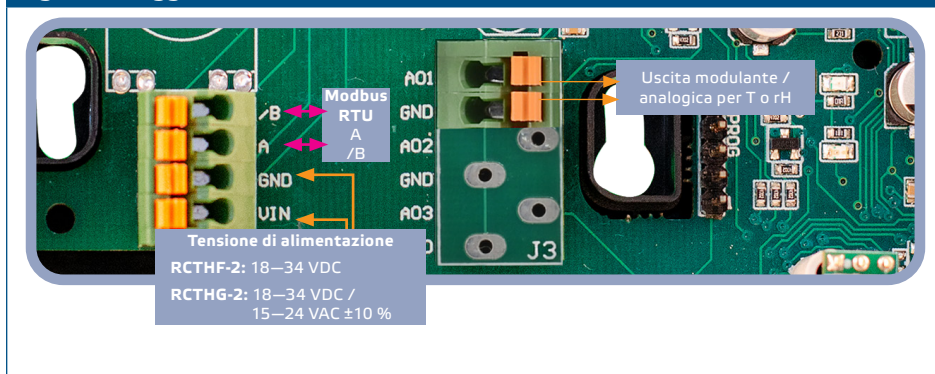 /B
A
GND
VIN
Modbus
RTU
A
/B
AO1
GND
AO2
GND
AO3
J3
PROG
Uscita modulante /
analogica per T o rH
Tensione di alimentazione
RCTHF-2: 18—34 VDC
RCTHG-2: 18—34 VDC /
15—24 VAC ±10 %